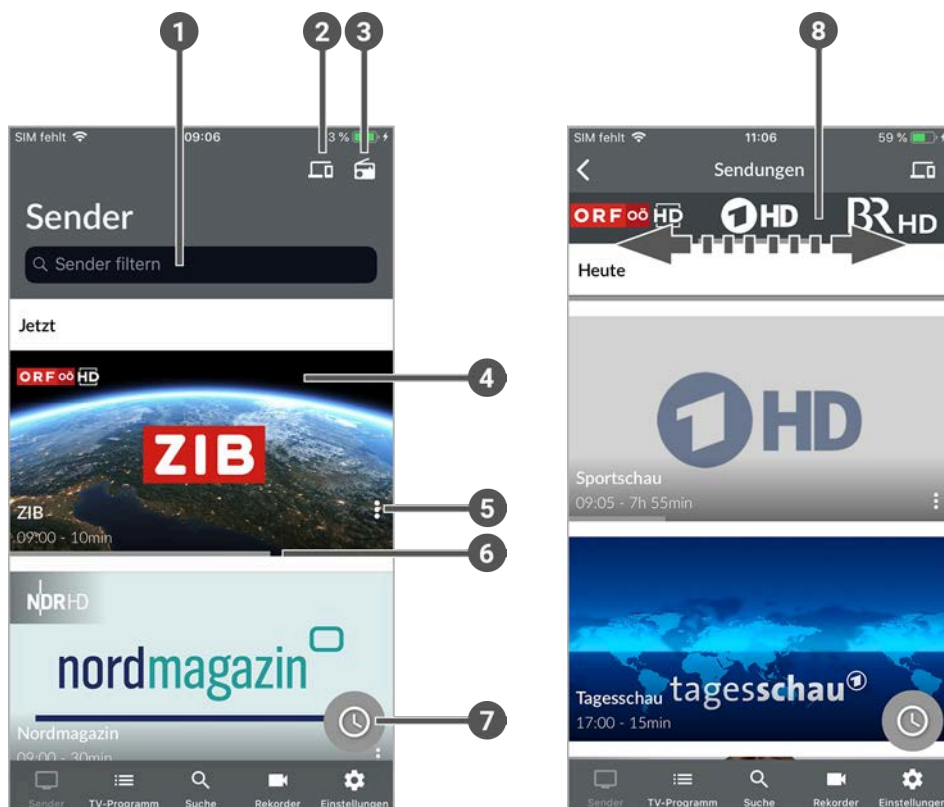 1
2
3
8
SIM fehlt
09:06
3 %
Sender
Sender filtern
Jetzt
ORF oö HD
4
ZIB
ZIB
09:00 - 10min
5
6
NDR HD
nordmagazin
7
Nordmagazin
09:00 - 30min
Sender
TV-Programm
Suche
Rekorder
Einstellungen
SIM fehlt
11:06
59 %
Sendungen
ORF oö HD
1 HD
BR HD
Heute
1 HD
Sportschau
09:05 - 7h 55min
tagesschau
Tagesschau
17:00 - 15min
Sender
TV-Programm
Suche
Rekorder
Einstellungen